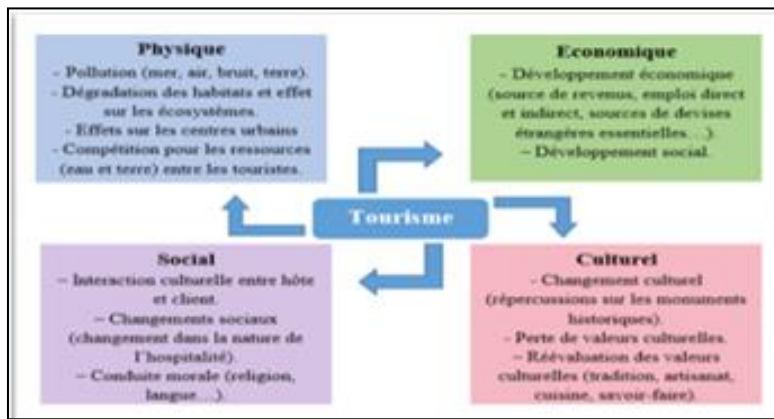 Physique
- Pollution (mer, air, bruit, terre).
- Dégradation des habitats et effet
sur les écosystèmes.
- Effets sur les centres urbains
- Compétition pour les ressources
(eau et terre) entre les touristes.
Economique
- Développement économique
(source de revenus, emplois direct
et indirect, sources de devises
étrangères essentielles…).
– Développement social.
Tourisme
Social
– Interaction culturelle entre hôte
et client.
– Changements sociaux
(changement dans la nature de
l'hospitalité).
– Conduite morale (religion,
langue…).
Culturel
- Changement culturel
(répercussions sur les monuments
historiques).
- Perte de valeurs culturelles.
– Réévaluation des valeurs
culturelles (tradition, artisanat,
cuisine, savoir-faire).